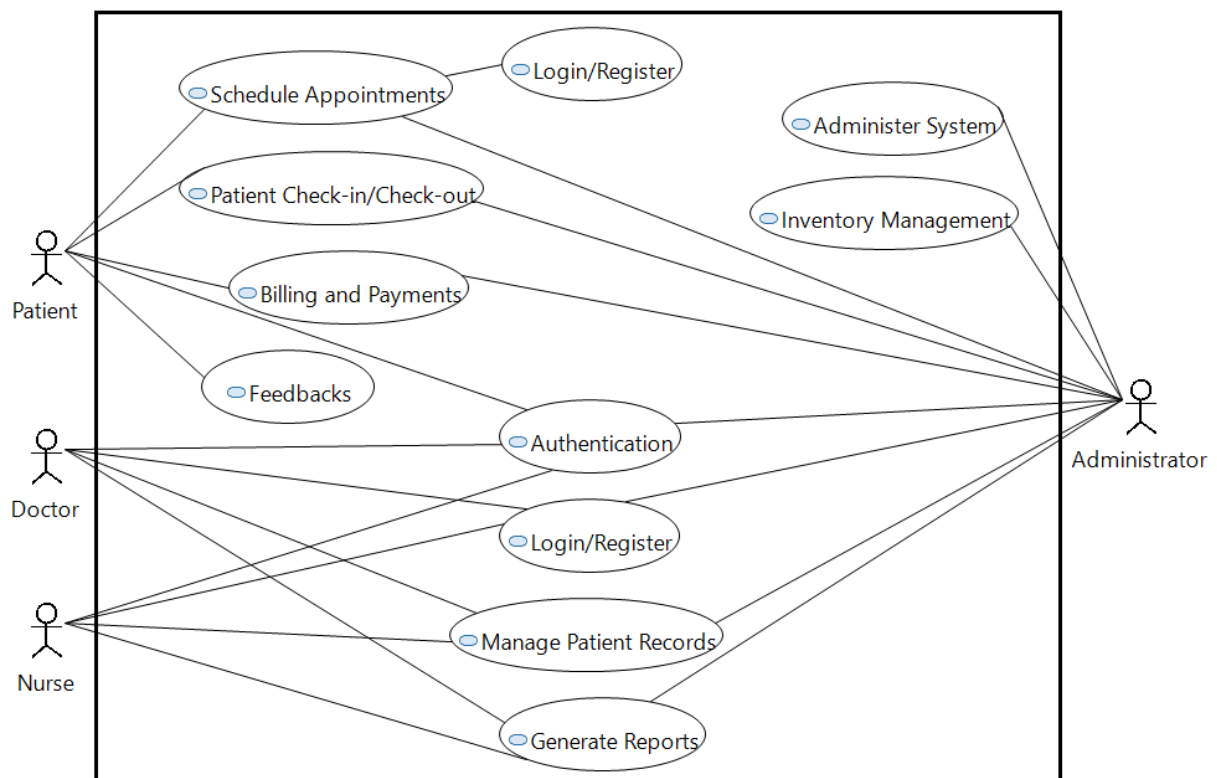 Login/Register
Schedule Appointments
Administer System
Patient Check-in/Check-out
Inventory Management
Billing and Payments
Patient
Feedbacks
Authentication
Administrator
Doctor
Login/Register
Manage Patient Records
Nurse
Generate Reports